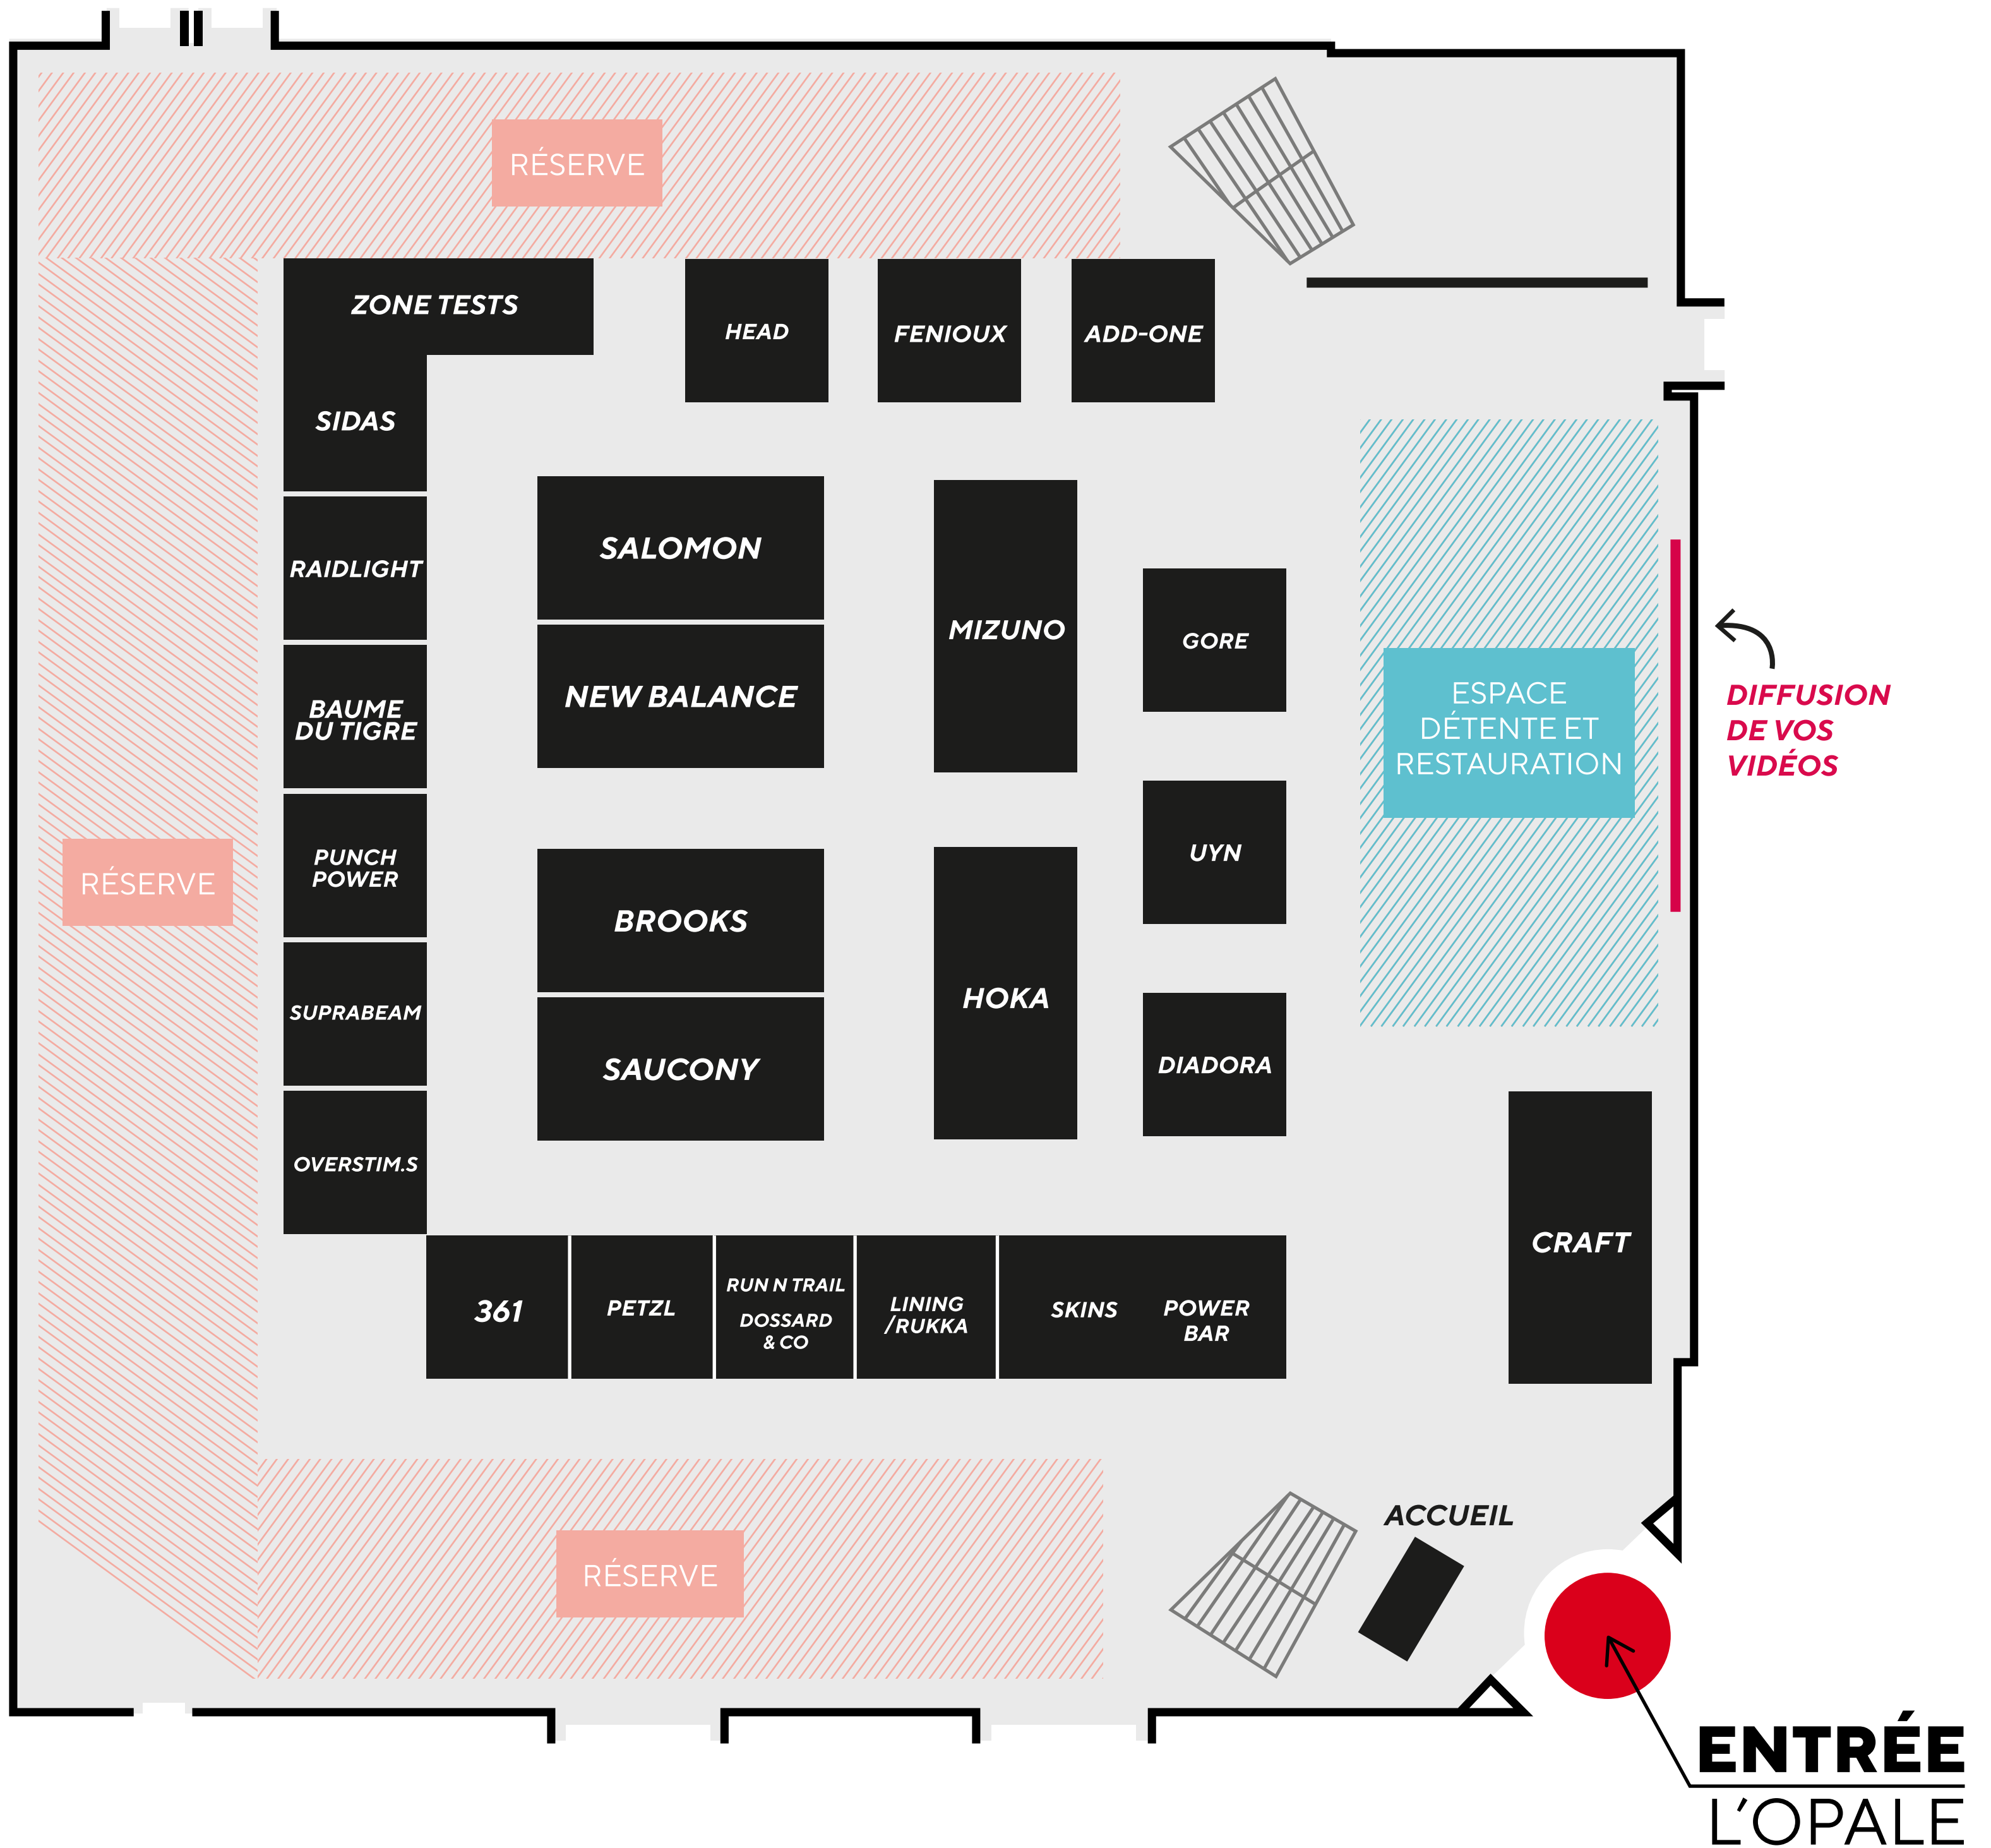 RÉSERVE
ZONE TESTS
HEAD
FENIOUX
ADD-ONE
SIDAS
RAIDLIGHT
BAUME
DU TIGRE
PUNCH
POWER
SUPRABEAM
OVERSTIM.S
RÉSERVE
SALOMON
NEW BALANCE
BROOKS
SAUCONY
MIZUNO
HOKA
GORE
UYN
DIADORA
ESPACE
DÉTENTE ET
RESTAURATION
DIFFUSION
DE VOS
VIDÉOS
CRAFT
361
PETZL
RUN N TRAIL
DOSSARD
& CO
LINING
/RUKKA
SKINS
POWER
BAR
RÉSERVE
ACCUEIL
ENTRÉE
L'OPALE